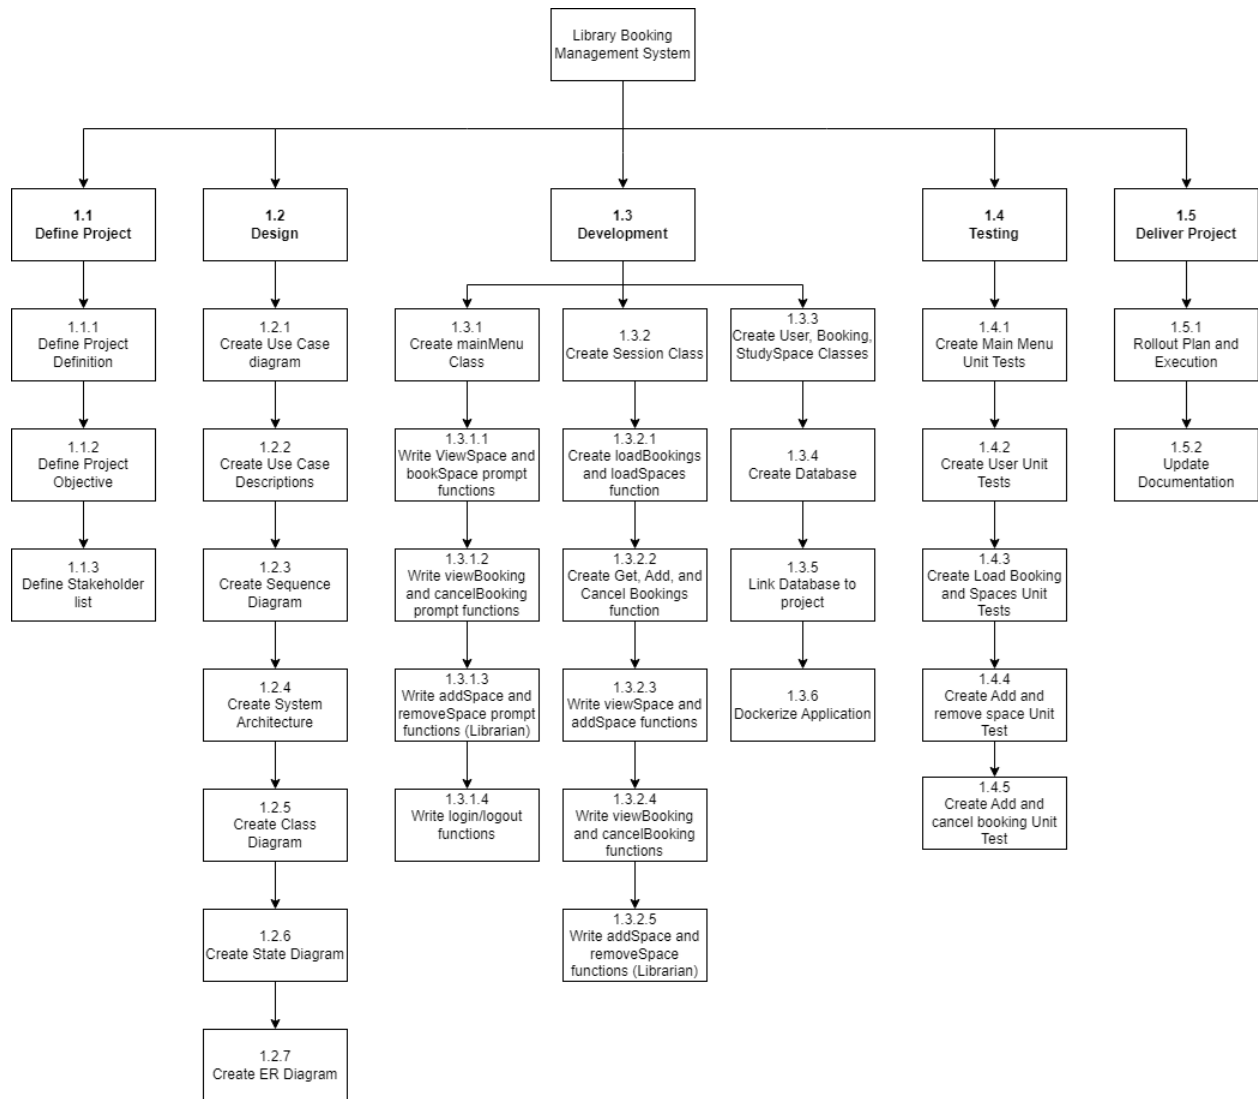 Library Booking
Management System
1.1
Define Project
1.2
Design
1.3
Development
1.4
Testing
1.5
Deliver Project
1.1.1
Define Project
Definition
1.2.1
Create Use Case
diagram
1.3.1
Create mainMenu
Class
1.3.2
Create Session Class
1.3.3
Create User, Booking,
StudySpace Classes
1.4.1
Create Main Menu
Unit Tests
1.5.1
Rollout Plan and
Execution
1.1.2
Define Project
Objective
1.2.2
Create Use Case
Descriptions
1.3.1.1
Write ViewSpace and
bookSpace prompt
functions
1.3.2.1
Create loadBookings
and loadSpaces
function
1.3.4
Create Database
1.4.2
Create User Unit
Tests
1.5.2
Update
Documentation
1.1.3
Define Stakeholder
list
1.2.3
Create Sequence
Diagram
1.3.1.2
Write viewBooking
and cancelBooking
prompt functions
1.3.2.2
Create Get, Add, and
Cancel Bookings
function
1.3.5
Link Database to
project
1.4.3
Create Load Booking
and Spaces Unit
Tests
1.2.4
Create System
Architecture
1.3.1.3
Write addSpace and
removeSpace prompt
functions (Librarian)
1.3.2.3
Write viewSpace and
addSpace functions
1.3.6
Dockerize Application
1.4.4
Create Add and
remove space Unit
Test
1.2.5
Create Class
Diagram
1.3.1.4
Write login/logout
functions
1.3.2.4
Write viewBooking
and cancelBooking
functions
1.4.5
Create Add and
cancel booking Unit
Test
1.2.6
Create State Diagram
1.3.2.5
Write addSpace and
removeSpace
functions (Librarian)
1.2.7
Create ER Diagram